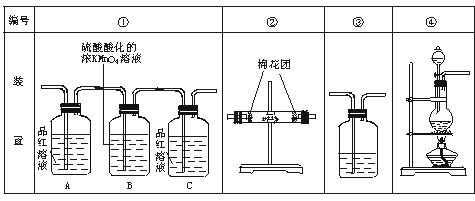 编号 ① ② ③ ④
装
置
硫酸酸化的
浓KMnO₄溶液
品红溶液
品红溶液
A B C
棉花团